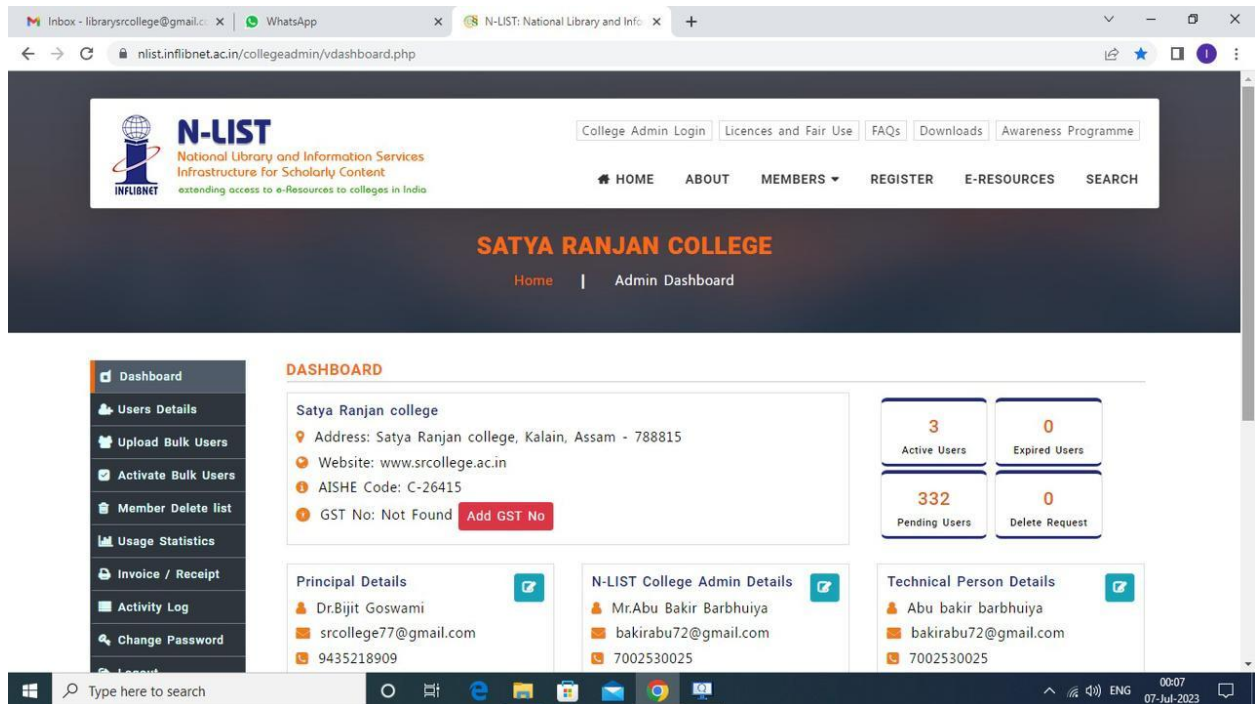 Inbox - librarysrcollege@gmail.c
WhatsApp
N-LIST: National Library and Info
nlist.inflibnet.ac.in/collegeadmin/vdashboard.php
I
INFLIBNET
N-LIST
National Library and Information Services
Infrastructure for Scholarly Content
extending access to e-Resources to colleges in India
College Admin Login Licences and Fair Use FAQs Downloads Awareness Programme
HOME ABOUT MEMBERS REGISTER E-RESOURCES SEARCH
SATYA RANJAN COLLEGE
Home | Admin Dashboard
Dashboard
Users Details
Upload Bulk Users
Activate Bulk Users
Member Delete list
Usage Statistics
Invoice / Receipt
Activity Log
Change Password
Logout
DASHBOARD
Satya Ranjan college
Address: Satya Ranjan college, Kalain, Assam - 788815
Website: www.srcollege.ac.in
AISHE Code: C-26415
GST No: Not Found Add GST No
3
Active Users
0
Expired Users
332
Pending Users
0
Delete Request
Principal Details
Dr.Bijit Goswami
srcollege77@gmail.com
9435218909
N-LIST College Admin Details
Mr.Abu Bakir Barbhuiya
bakirabu72@gmail.com
7002530025
Technical Person Details
Abu bakir barbhuiya
bakirabu72@gmail.com
7002530025
Type here to search
ENG
00:07
07-Jul-2023